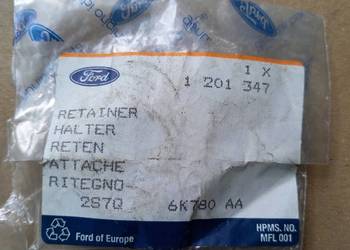 Ford
1 X
1 201 347
RETAINER
HALTER
RETEN
ATTACHE
RITEGNO
2S7Q 6K780 AA
Ford of Europe
HPMS. NO.
MFL 001